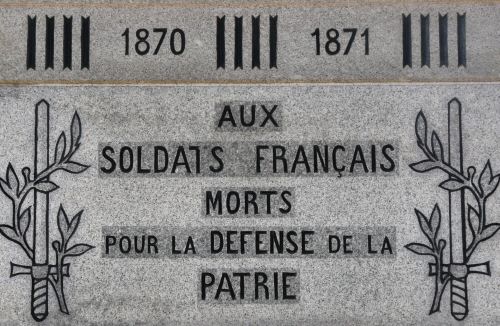 1870 1871
AUX
SOLDATS FRANÇAIS
MORTS
POUR LA DEFENSE DE LA
PATRIE